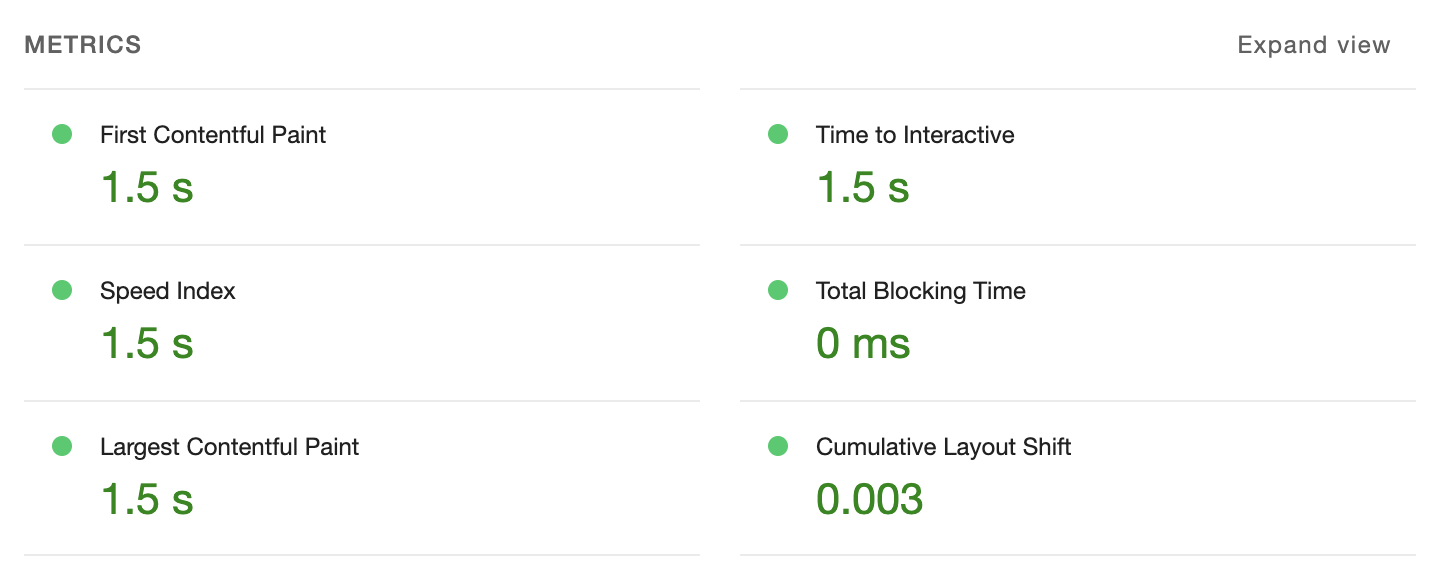 METRICS
Expand view
First Contentful Paint
1.5 s
Time to Interactive
1.5 s
Speed Index
1.5 s
Total Blocking Time
0 ms
Largest Contentful Paint
1.5 s
Cumulative Layout Shift
0.003